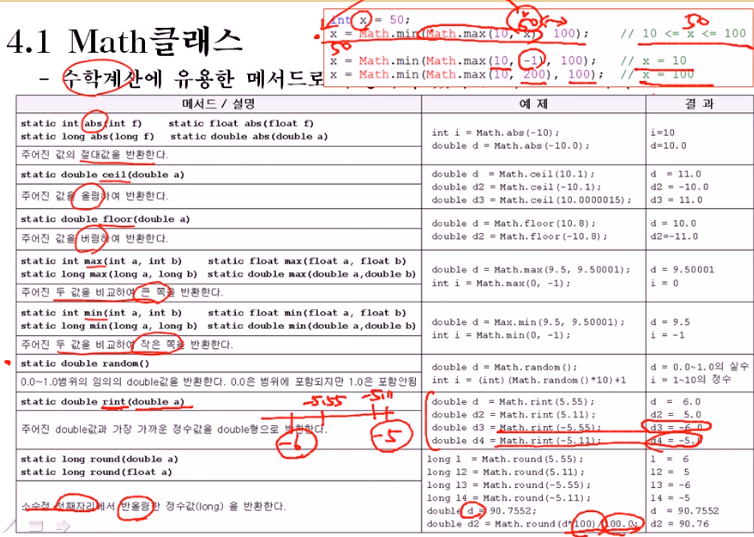 int x = 50;
x = Math.min(Math.max(10, x), 100); // 10 <= x <= 100
x = Math.min(Math.max(10, -1), 100); // x = 10
x = Math.min(Math.max(10, 200), 100); // x = 100
50
50
50
4.1 Math클래스
- 수학계산에 유용한 메서드로
메서드 / 설명 예 제 결 과
static int abs(int f) static float abs(float f)
static long abs(long f) static double abs(double a)
주어진 값의 절대값을 반환한다.
int i = Math.abs(-10);
double d = Math.abs(-10.0);
i=10
d=10.0
static double ceil(double a)
주어진 값을 올림하여 반환한다.
double d = Math.ceil(10.1);
double d2 = Math.ceil(-10.1);
double d3 = Math.ceil(10.0000015);
d = 11.0
d2 = -10.0
d3 = 11.0
static double floor(double a)
주어진 값을 버림하여 반환한다.
double d = Math.floor(10.8);
double d2 = Math.floor(-10.8);
d = 10.0
d2=-11.0
static int max(int a, int b) static float max(float a, float b)
static long max(long a, long b) static double max(double a,double b)
주어진 두 값을 비교하여 큰 쪽을 반환한다.
double d = Math.max(9.5, 9.50001);
int i = Math.max(0, -1);
d = 9.50001
i = 0
static int min(int a, int b) static float min(float a, float b)
static long min(long a, long b) static double min(double a,double b)
주어진 두 값을 비교하여 작은 쪽을 반환한다.
double d = Max.min(9.5, 9.50001);
int i = Math.min(0, -1);
d = 9.5
i = -1
static double random()
0.0~1.0범위의 임의의 double값을 반환한다. 0.0은 범위에 포함되지만 1.0은 포함안됨
double d = Math.random();
int i = (int)(Math.random()*10)+1
d = 0.0~1.0의 실수
i = 1~10의 정수
static double rint(double a)
주어진 double값과 가장 가까운 정수값을 double형으로 반환한다.
-5.55
-5.11
-6
-5
double d = Math.rint(5.55);
double d2 = Math.rint(5.11);
double d3 = Math.rint(-5.55);
double d4 = Math.rint(-5.11);
d = 6.0
d2 = 5.0
d3 = -6.0
d4 = -5.
static long round(double a)
static long round(float a)
소수점 첫째자리에서 반올림한 정수값(long) 을 반환한다.
long l = Math.round(5.55);
long l2 = Math.round(5.11);
long l3 = Math.round(-5.55);
long l4 = Math.round(-5.11);
double d = 90.7552;
double d2 = Math.round(d*100)/100.0;
l = 6
l2 = 5
l3 = -6
l4 = -5
d = 90.7552
d2 = 90.76